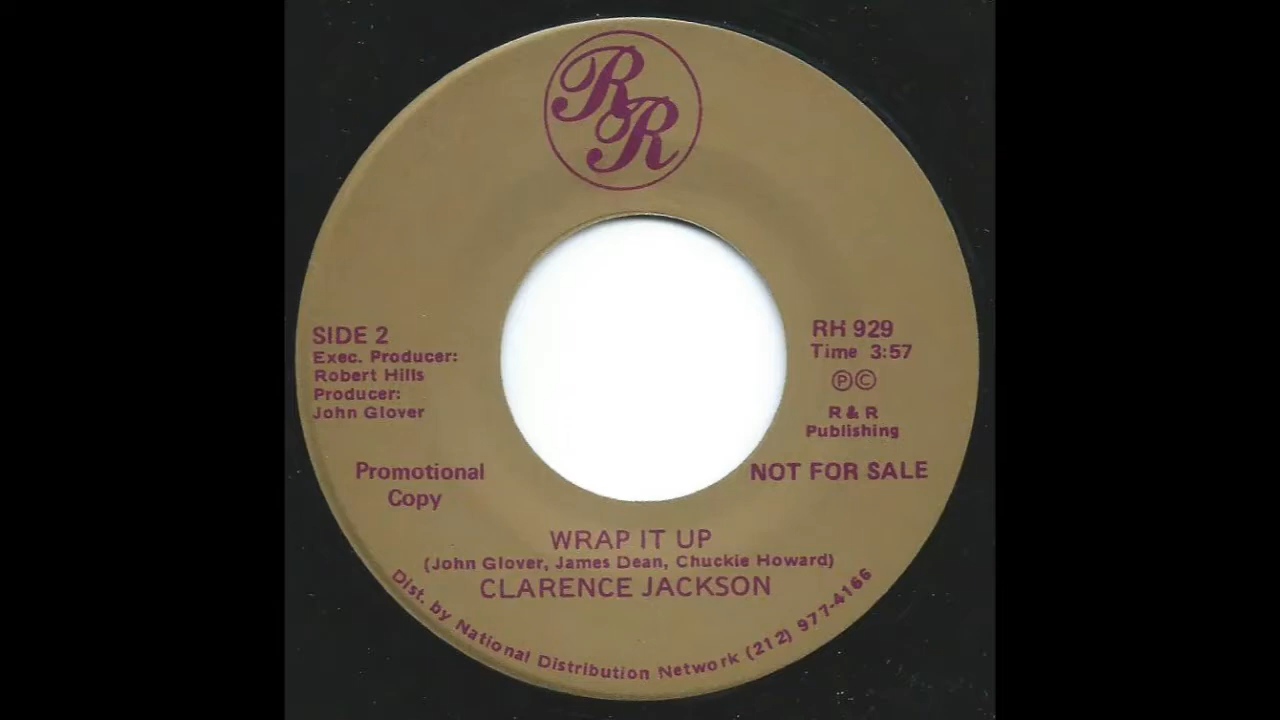 R R
SIDE 2
Exec. Producer:
Robert Hills
Producer:
John Glover
Promotional
Copy
RH 929
Time 3:57
Ⓟ©
R & R
Publishing
NOT FOR SALE
WRAP IT UP
(John Glover, James Dean, Chuckie Howard)
CLARENCE JACKSON
Dist. by National Distribution Network (212) 977-4166